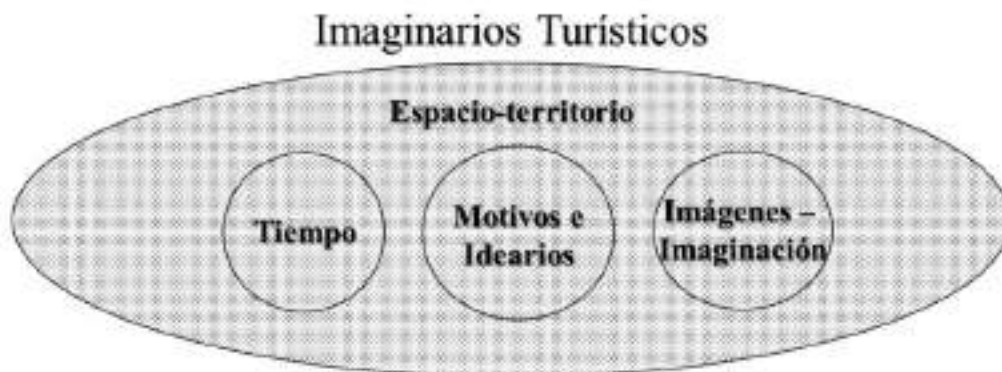 Imaginarios Turísticos
Espacio-territorio
Tiempo
Motivos e
Idearios
Imágenes –
Imaginación